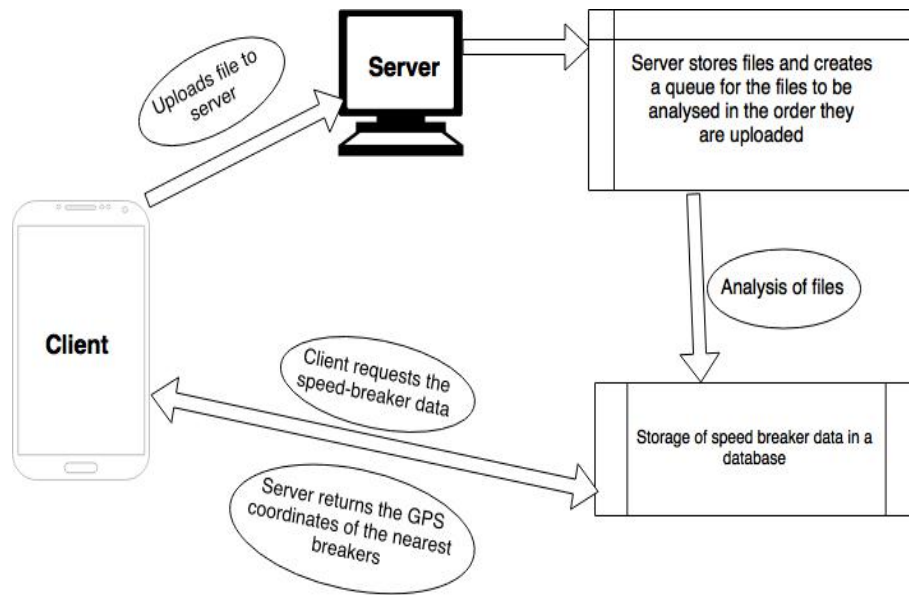 Uploads file to
server
Server
Server stores files and creates
a queue for the files to be
analysed in the order they
are uploaded
Analysis of files
Client
Client requests the
speed-breaker data
Storage of speed breaker data in a
database
Server returns the GPS
coordinates of the nearest
breakers